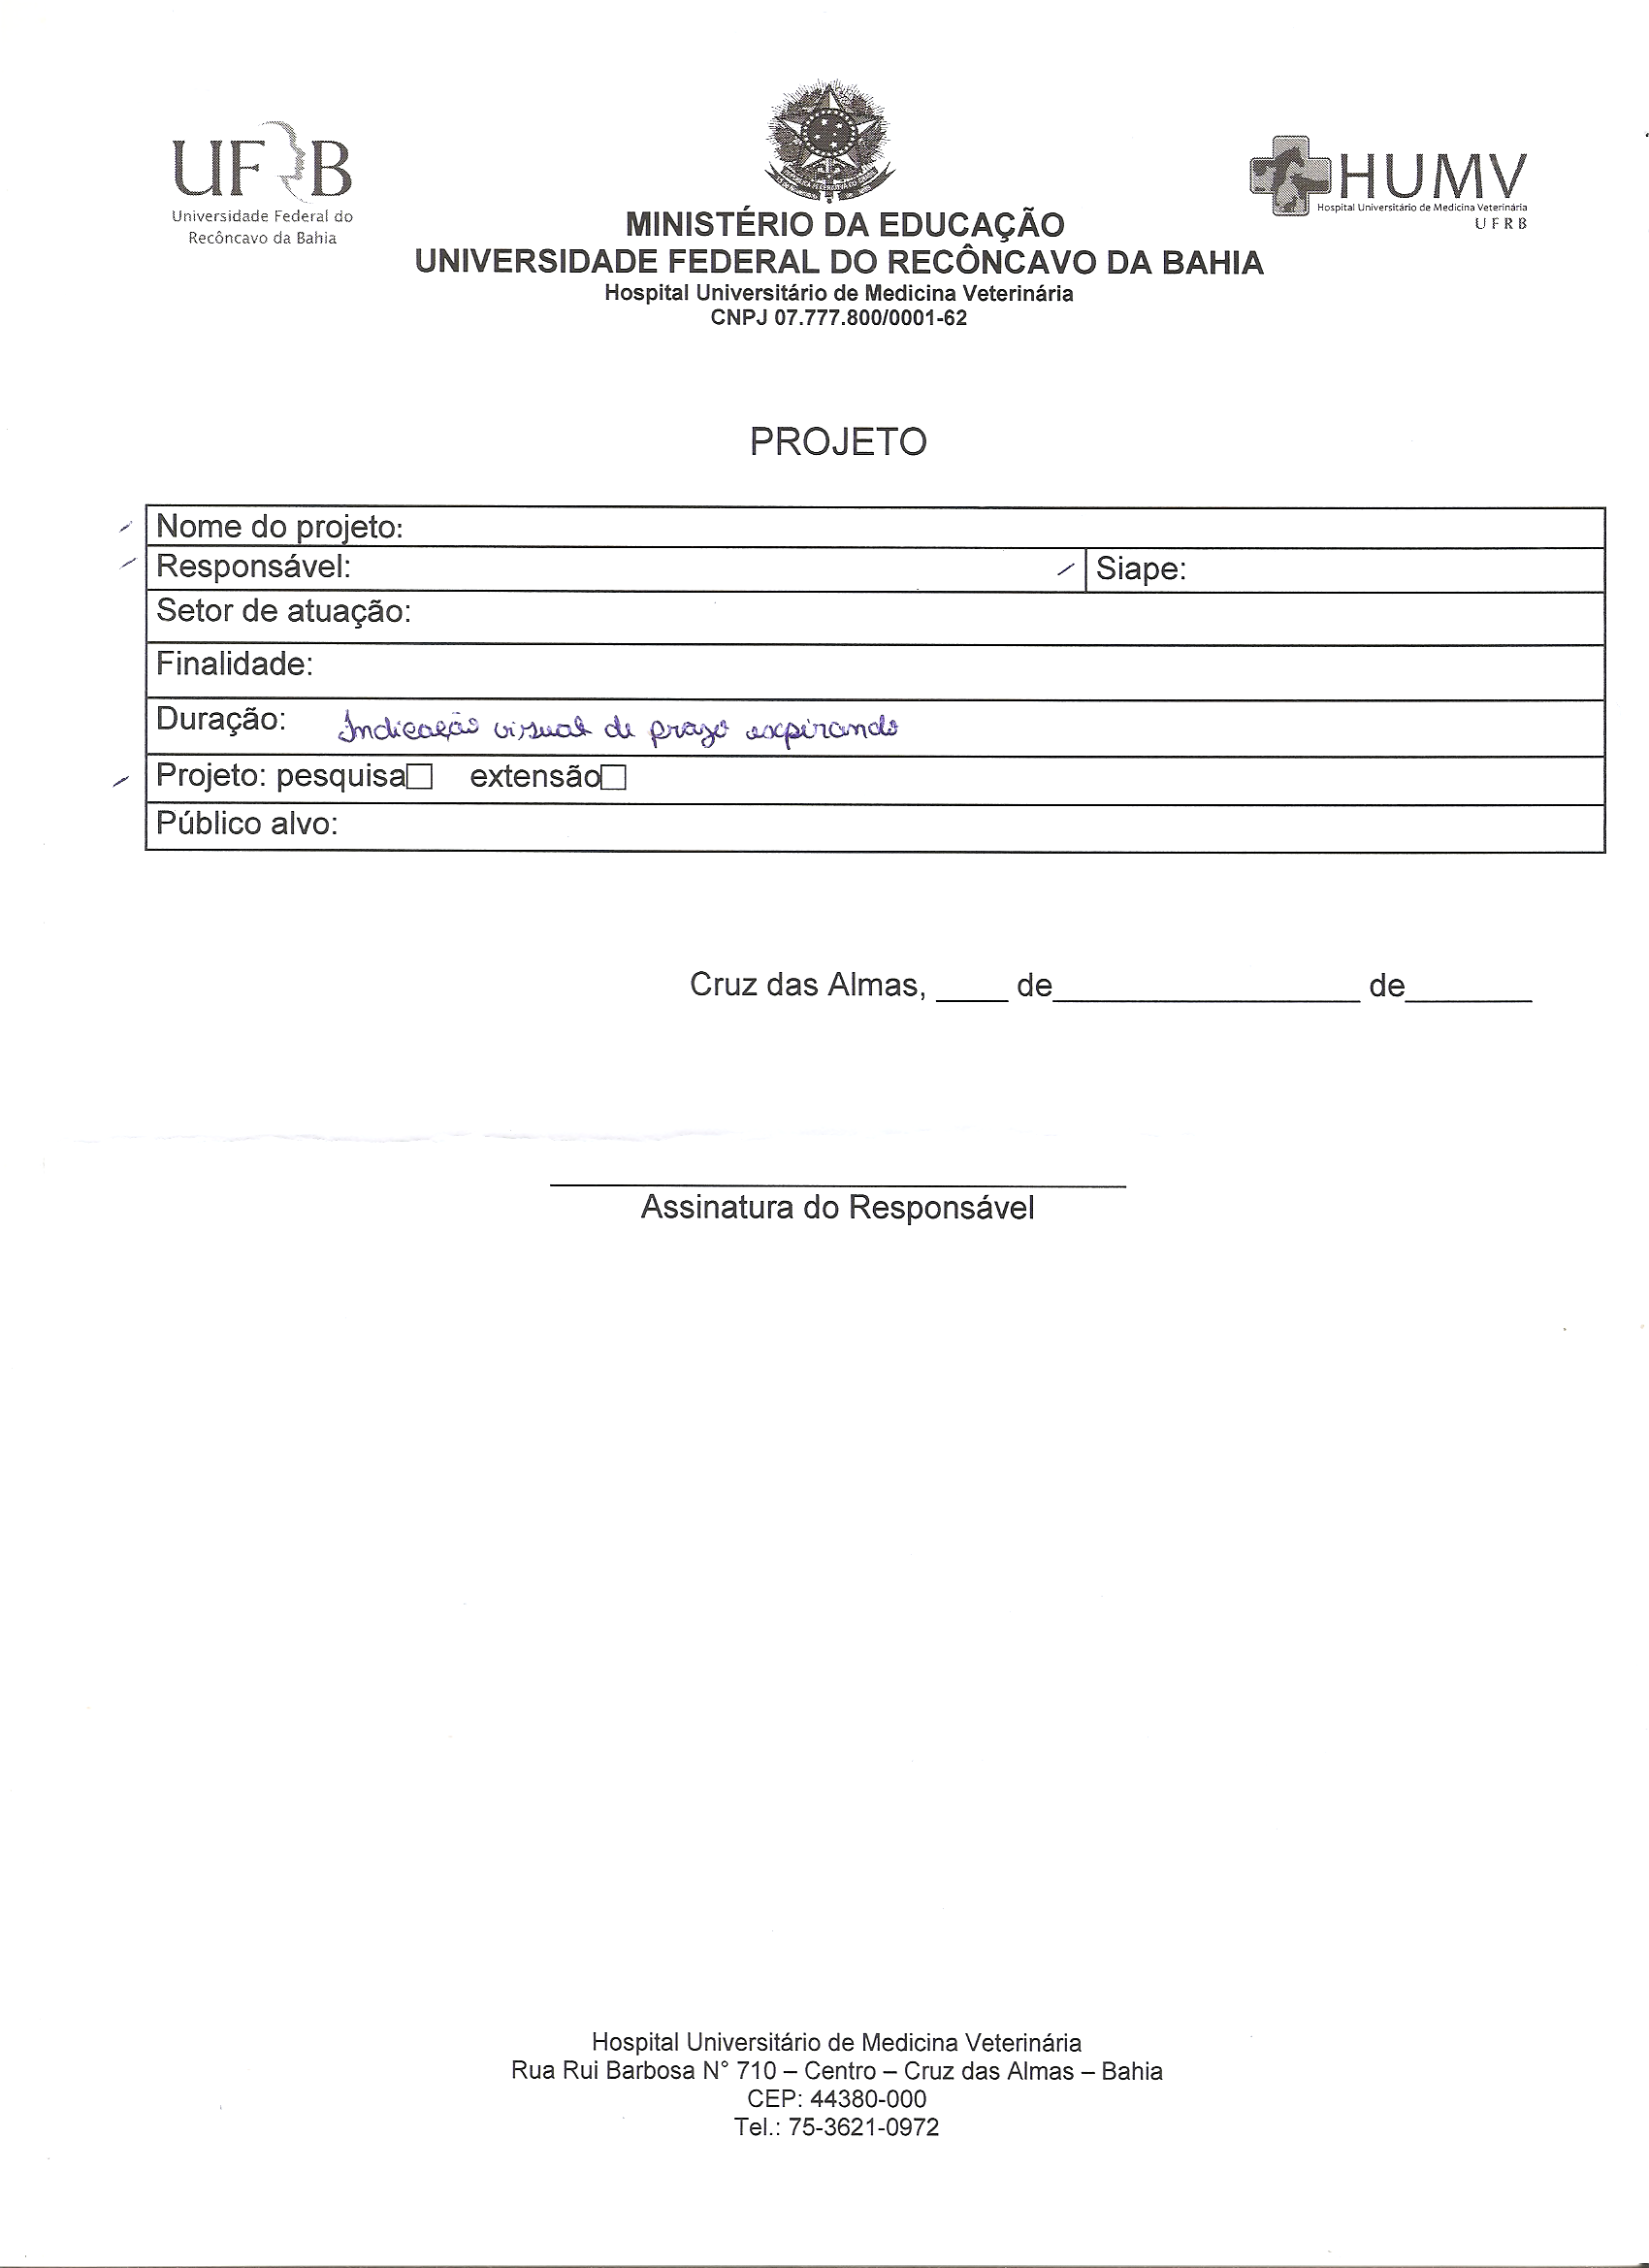 UFRB
Universidade Federal do
Recôncavo da Bahia
HUMV
Hospital Universitário de Medicina Veterinária
UFRB
MINISTÉRIO DA EDUCAÇÃO
UNIVERSIDADE FEDERAL DO RECÔNCAVO DA BAHIA
Hospital Universitário de Medicina Veterinária
CNPJ 07.777.800/0001-62
PROJETO
Nome do projeto:
Responsável: Siape:
Setor de atuação:
Finalidade:
Duração: Indicação visual de prazo expirando
Projeto: pesquisa☐ extensão☐
Público alvo:
Cruz das Almas, ____ de_________________ de_______
Assinatura do Responsável
Hospital Universitário de Medicina Veterinária
Rua Rui Barbosa N° 710 – Centro – Cruz das Almas – Bahia
CEP: 44380-000
Tel.: 75-3621-0972